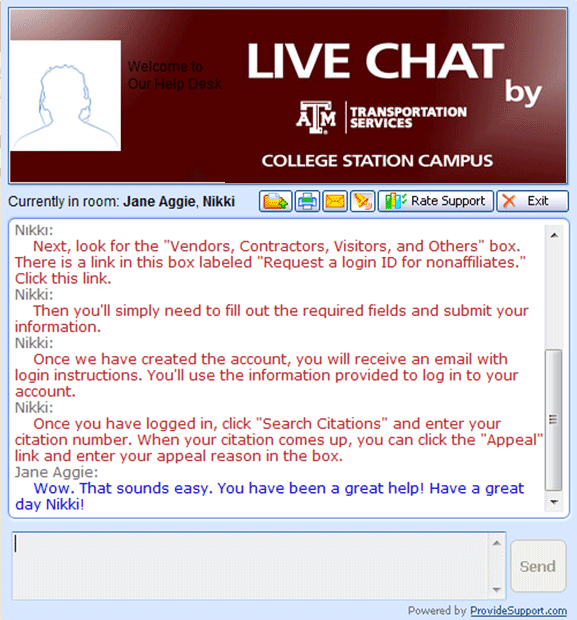 Welcome to
Our Help Desk
LIVE CHAT
by
ATM TRANSPORTATION
SERVICES
COLLEGE STATION CAMPUS
Currently in room: Jane Aggie, Nikki
Rate Support
Exit
Nikki:
Next, look for the "Vendors, Contractors, Visitors, and Others" box.
There is a link in this box labeled "Request a login ID for nonaffiliates."
Click this link.
Nikki:
Then you'll simply need to fill out the required fields and submit your
information.
Nikki:
Once we have created the account, you will receive an email with
login instructions. You'll use the information provided to log in to your
account.
Nikki:
Once you have logged in, click "Search Citations" and enter your
citation number. When your citation comes up, you can click the "Appeal"
link and enter your appeal reason in the box.
Jane Aggie:
Wow. That sounds easy. You have been a great help! Have a great
day Nikki!
Send
Powered by ProvideSupport.com